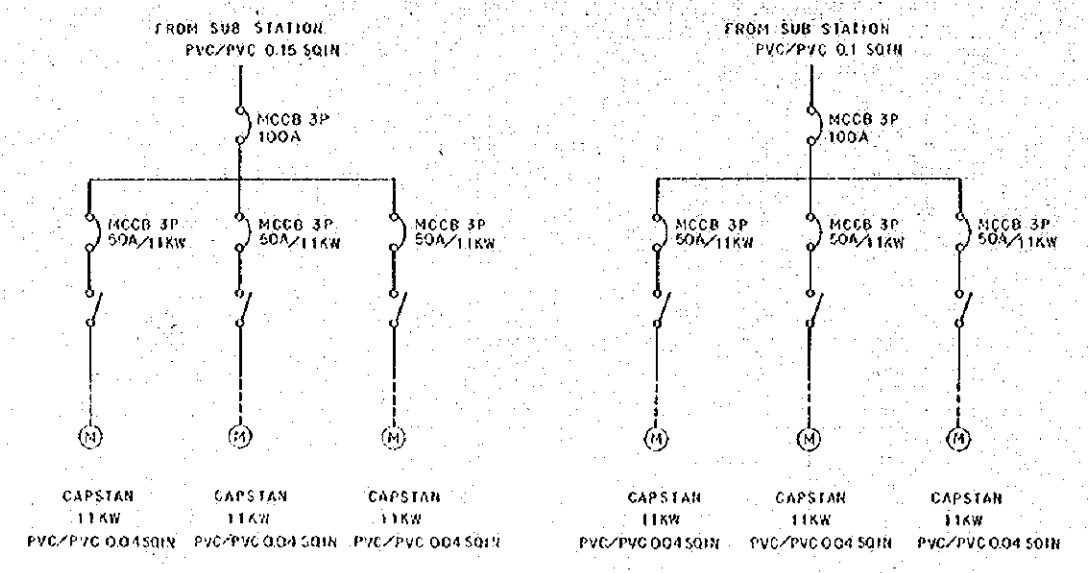 FROM SUB STATION
PVC/PVC 0.15 SQIN
MCCB 3P
100A
MCCB 3P
50A/11KW
MCCB 3P
50A/11KW
MCCB 3P
50A/11KW
M
M
M
CAPSTAN
11KW
PVC/PVC 0.04 SQIN
CAPSTAN
11KW
PVC/PVC 0.04 SQIN
CAPSTAN
11KW
PVC/PVC 0.04 SQIN
FROM SUB STATION
PVC/PVC 0.1 SQIN
MCCB 3P
100A
MCCB 3P
50A/11KW
MCCB 3P
50A/11KW
MCCB 3P
50A/11KW
M
M
M
CAPSTAN
11KW
PVC/PVC 0.04 SQIN
CAPSTAN
11KW
PVC/PVC 0.04 SQIN
CAPSTAN
11KW
PVC/PVC 0.04 SQIN